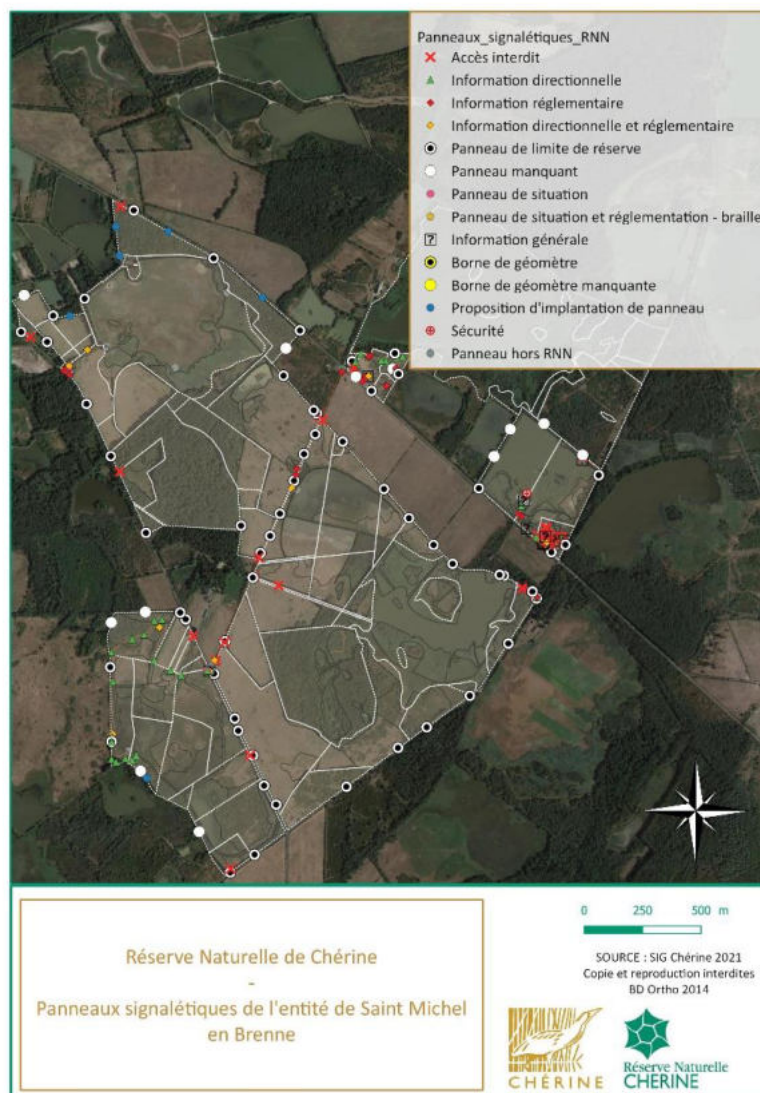 Panneaux_signalétiques_RNN
Accès interdit
Information directionnelle
Information réglementaire
Information directionnelle et réglementaire
Panneau de limite de réserve
Panneau manquant
Panneau de situation
Panneau de situation et réglementation - braille
? Information générale
Borne de géomètre
Borne de géomètre manquante
Proposition d'implantation de panneau
Sécurité
Panneau hors RNN
Réserve Naturelle de Chérine
-
Panneaux signalétiques de l'entité de Saint Michel
en Brenne
0 250 500 m
SOURCE : SIG Chérine 2021
Copie et reproduction interdites
BD Ortho 2014
CHÉRINE
Réserve Naturelle
CHERINE